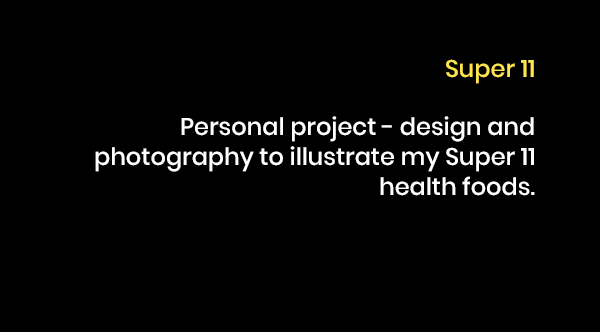 Super 11
Personal project - design and
photography to illustrate my Super 11
health foods.